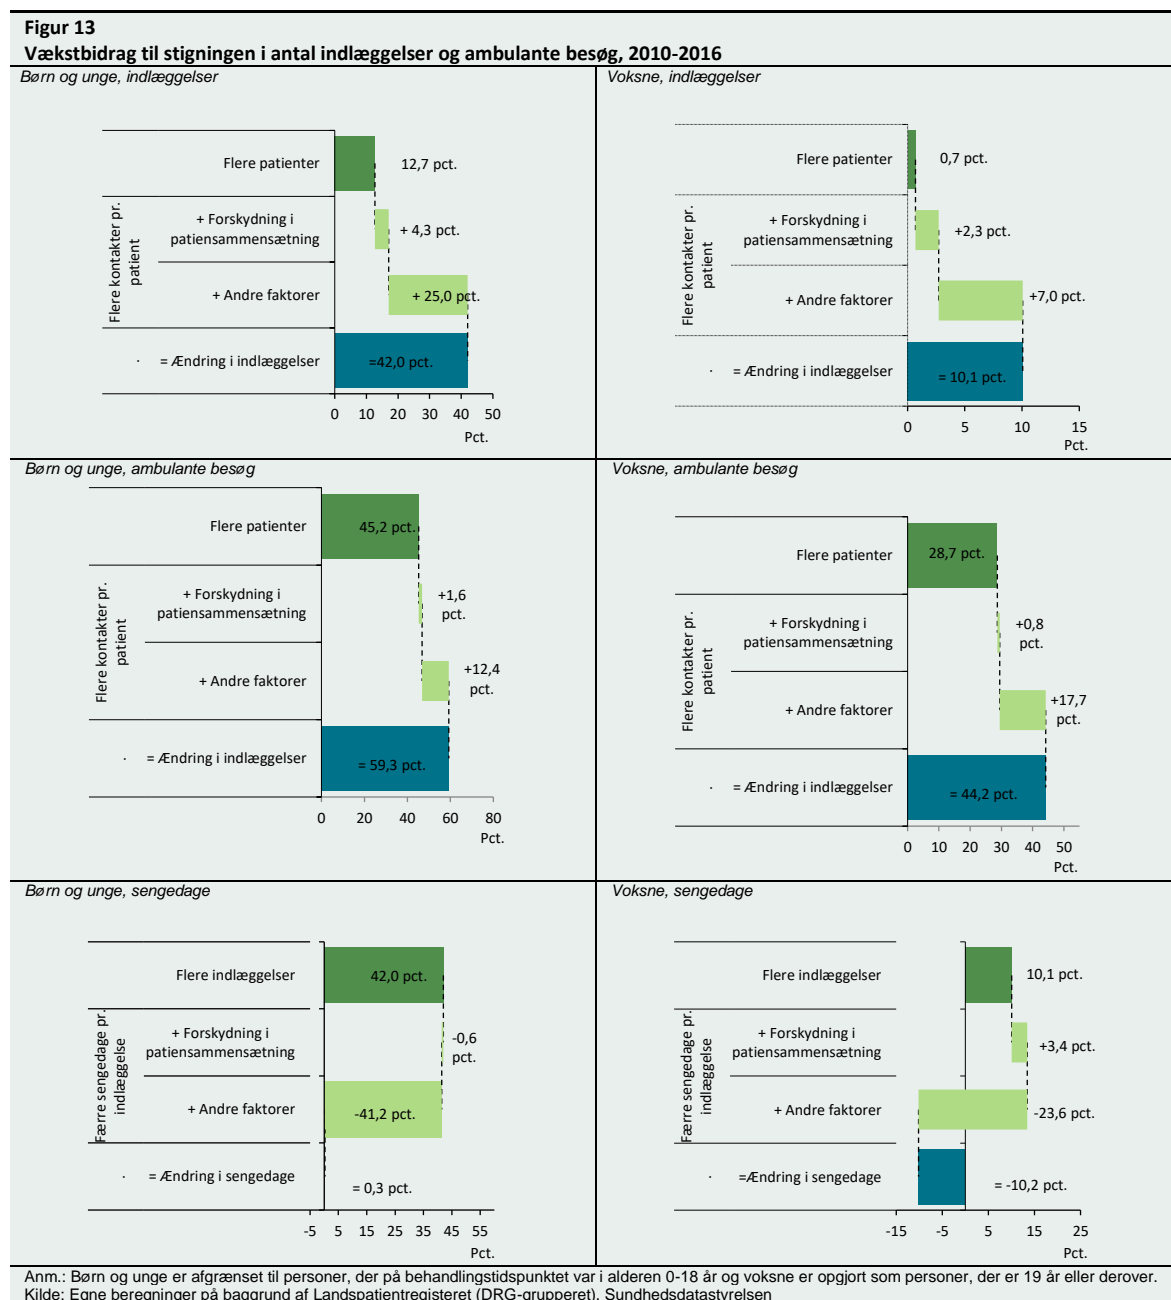 Figur 13
Vækstbidrag til stigningen i antal indlæggelser og ambulante besøg, 2010-2016
Børn og unge, indlæggelser
Flere kontakter pr.
patient
Flere patienter
12,7 pct.
+ Forskydning i
patiensammensætning
+ 4,3 pct.
+ Andre faktorer
+ 25,0 pct.
· = Ændring i indlæggelser
=42,0 pct.
0 10 20 30 40 50
Pct.
Voksne, indlæggelser
Flere kontakter pr.
patient
Flere patienter
0,7 pct.
+ Forskydning i
patiensammensætning
+2,3 pct.
+ Andre faktorer
+7,0 pct.
· = Ændring i indlæggelser
= 10,1 pct.
0 5 10 15
Pct.
Børn og unge, ambulante besøg
Flere kontakter pr.
patient
Flere patienter
45,2 pct.
+ Forskydning i
patiensammensætning
+1,6
pct.
+ Andre faktorer
+12,4
pct.
· = Ændring i indlæggelser
= 59,3 pct.
0 20 40 60 80
Pct.
Voksne, ambulante besøg
Flere kontakter pr.
patient
Flere patienter
28,7 pct.
+ Forskydning i
patiensammensætning
+0,8
pct.
+ Andre faktorer
+17,7
pct.
· = Ændring i indlæggelser
= 44,2 pct.
0 10 20 30 40 50
Pct.
Børn og unge, sengedage
Færre sengedage pr.
indlæggelse
Flere indlæggelser
42,0 pct.
+ Forskydning i
patiensammensætning
-0,6
pct.
+ Andre faktorer
-41,2 pct.
· = Ændring i sengedage
= 0,3 pct.
-5 5 15 25 35 45 55
Pct.
Voksne, sengedage
Færre sengedage pr.
indlæggelse
Flere indlæggelser
10,1 pct.
+ Forskydning i
patiensammensætning
+3,4 pct.
+ Andre faktorer
-23,6 pct.
· =Ændring i sengedage
= -10,2 pct.
-15 -5 5 15 25
Pct.
Anm.: Børn og unge er afgrænset til personer, der på behandlingstidspunktet var i alderen 0-18 år og voksne er opgjort som personer, der er 19 år eller derover.
Kilde: Egne beregninger på baggrund af Landspatientregisteret (DRG-grupperet), Sundhedsdatastyrelsen